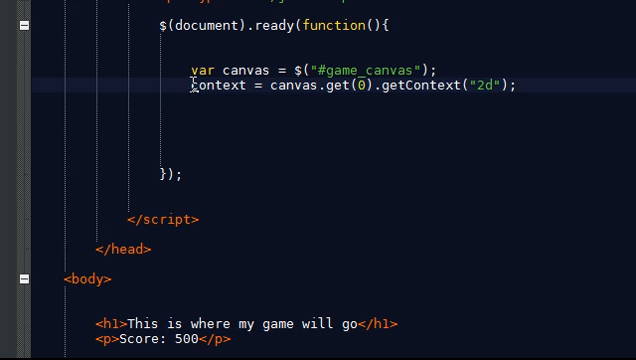 $(document).ready(function(){
var canvas = $("#game_canvas");
context = canvas.get(0).getContext("2d");
});
</script>
</head>
<body>
<h1>This is where my game will go</h1>
<p>Score: 500</p>